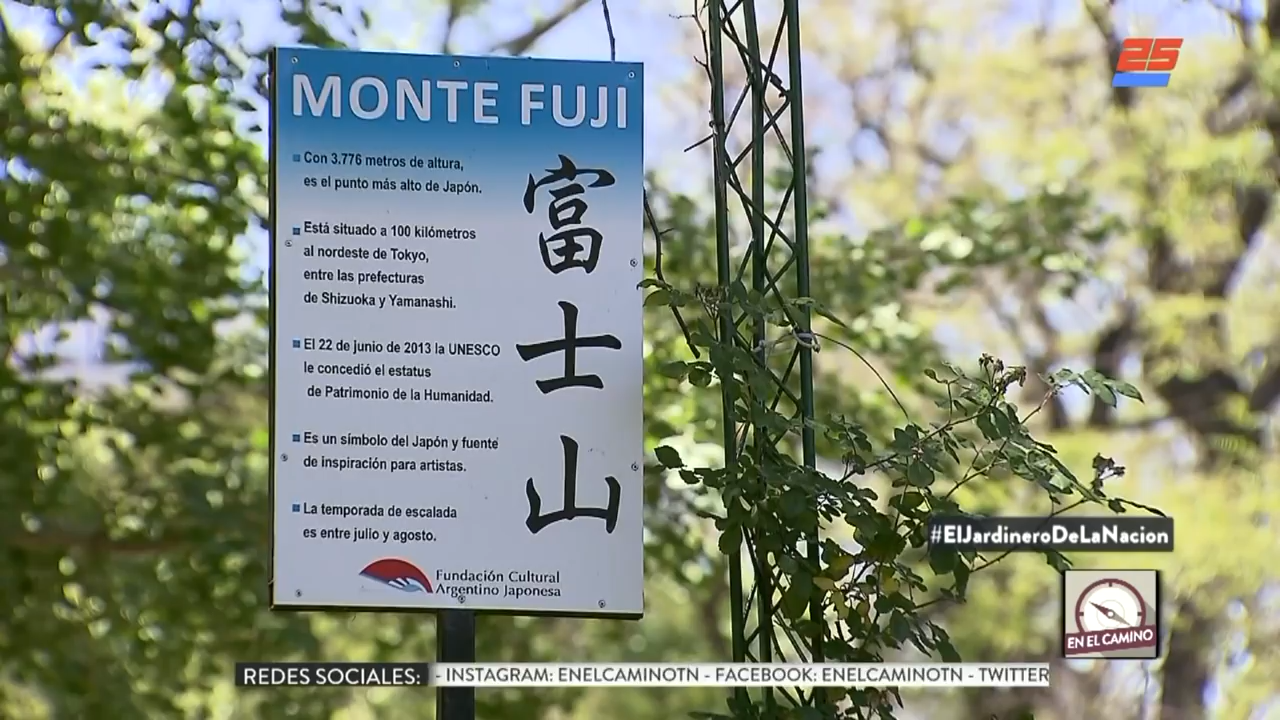 25
MONTE FUJI
Con 3.776 metros de altura,
es el punto más alto de Japón.
Está situado a 100 kilómetros
al nordeste de Tokyo,
entre las prefecturas
de Shizuoka y Yamanashi.
El 22 de junio de 2013 la UNESCO
le concedió el estatus
de Patrimonio de la Humanidad.
Es un símbolo del Japón y fuente
de inspiración para artistas.
La temporada de escalada
es entre julio y agosto.
富
士
山
Fundación Cultural
Argentino Japonesa
#ElJardineroDeLaNacion
EN EL CAMINO
REDES SOCIALES: - INSTAGRAM: ENELCAMINOTN - FACEBOOK: ENELCAMINOTN - TWITTER